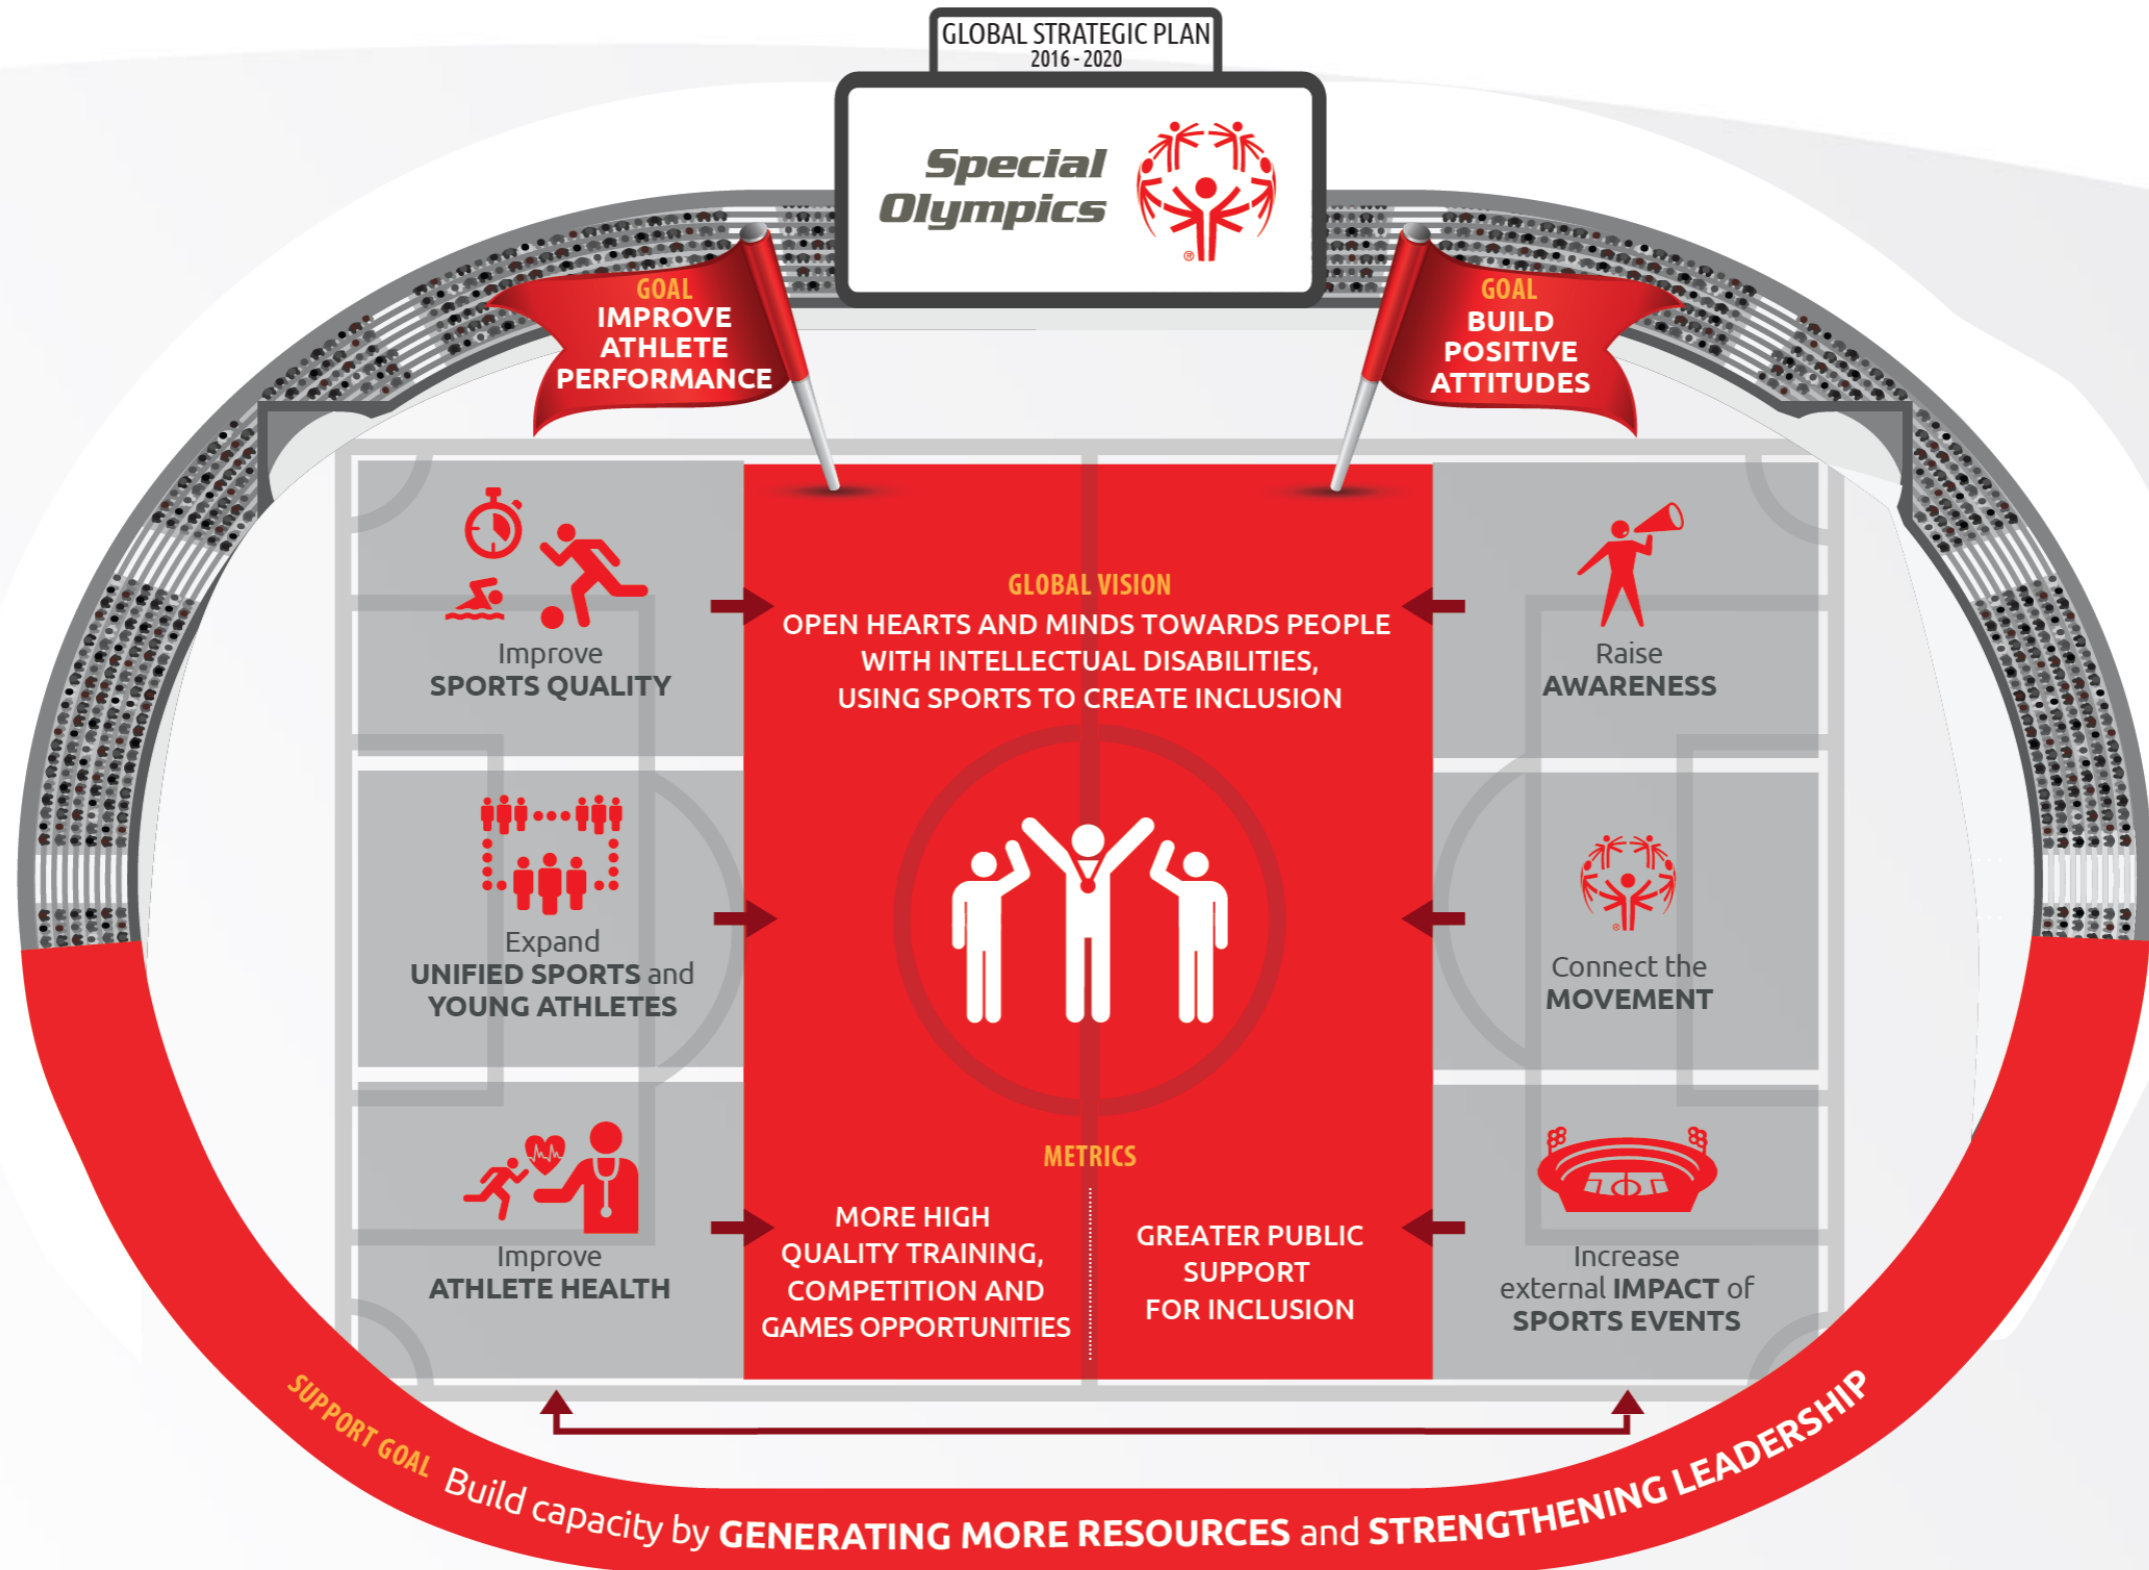 GLOBAL STRATEGIC PLAN
2016 - 2020
Special
Olympics
®
GOAL
IMPROVE
ATHLETE
PERFORMANCE
GOAL
BUILD
POSITIVE
ATTITUDES
Improve
SPORTS QUALITY
Expand
UNIFIED SPORTS and
YOUNG ATHLETES
Improve
ATHLETE HEALTH
GLOBAL VISION
OPEN HEARTS AND MINDS TOWARDS PEOPLE
WITH INTELLECTUAL DISABILITIES,
USING SPORTS TO CREATE INCLUSION
METRICS
MORE HIGH
QUALITY TRAINING,
COMPETITION AND
GAMES OPPORTUNITIES
GREATER PUBLIC
SUPPORT
FOR INCLUSION
Raise
AWARENESS
®
Connect the
MOVEMENT
Increase
external IMPACT of
SPORTS EVENTS
SUPPORT GOAL Build capacity by GENERATING MORE RESOURCES and STRENGTHENING LEADERSHIP